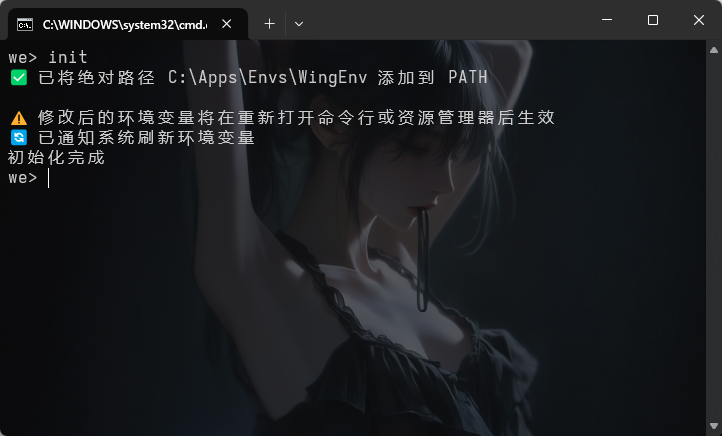 C:\WINDOWS\system32\cmd.
we> init
✅ 已将绝对路径 C:\Apps\Envs\WingEnv 添加到 PATH
⚠️ 修改后的环境变量将在重新打开命令行或资源管理器后生效
🔄 已通知系统刷新环境变量
初始化完成
we>